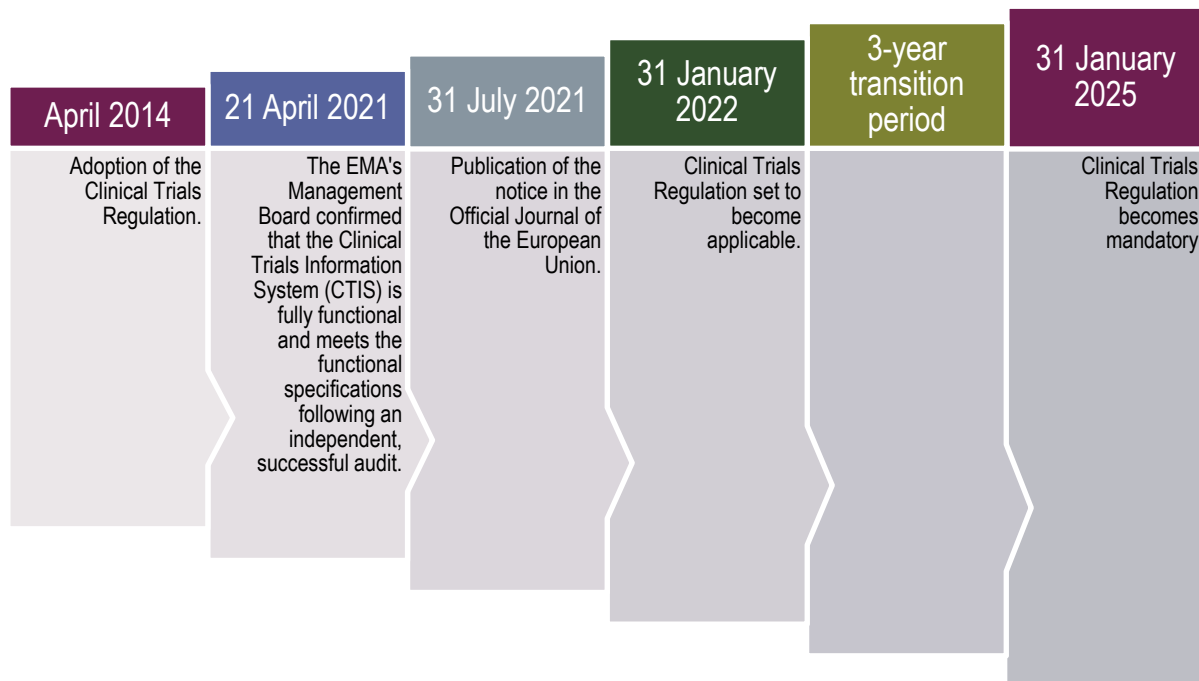 April 2014
Adoption of the
Clinical Trials
Regulation.
21 April 2021
The EMA's
Management
Board confirmed
that the Clinical
Trials Information
System (CTIS) is
fully functional
and meets the
functional
specifications
following an
independent,
successful audit.
31 July 2021
Publication of the
notice in the
Official Journal of
the European
Union.
31 January
2022
Clinical Trials
Regulation set to
become
applicable.
3-year
transition
period
31 January
2025
Clinical Trials
Regulation
becomes
mandatory